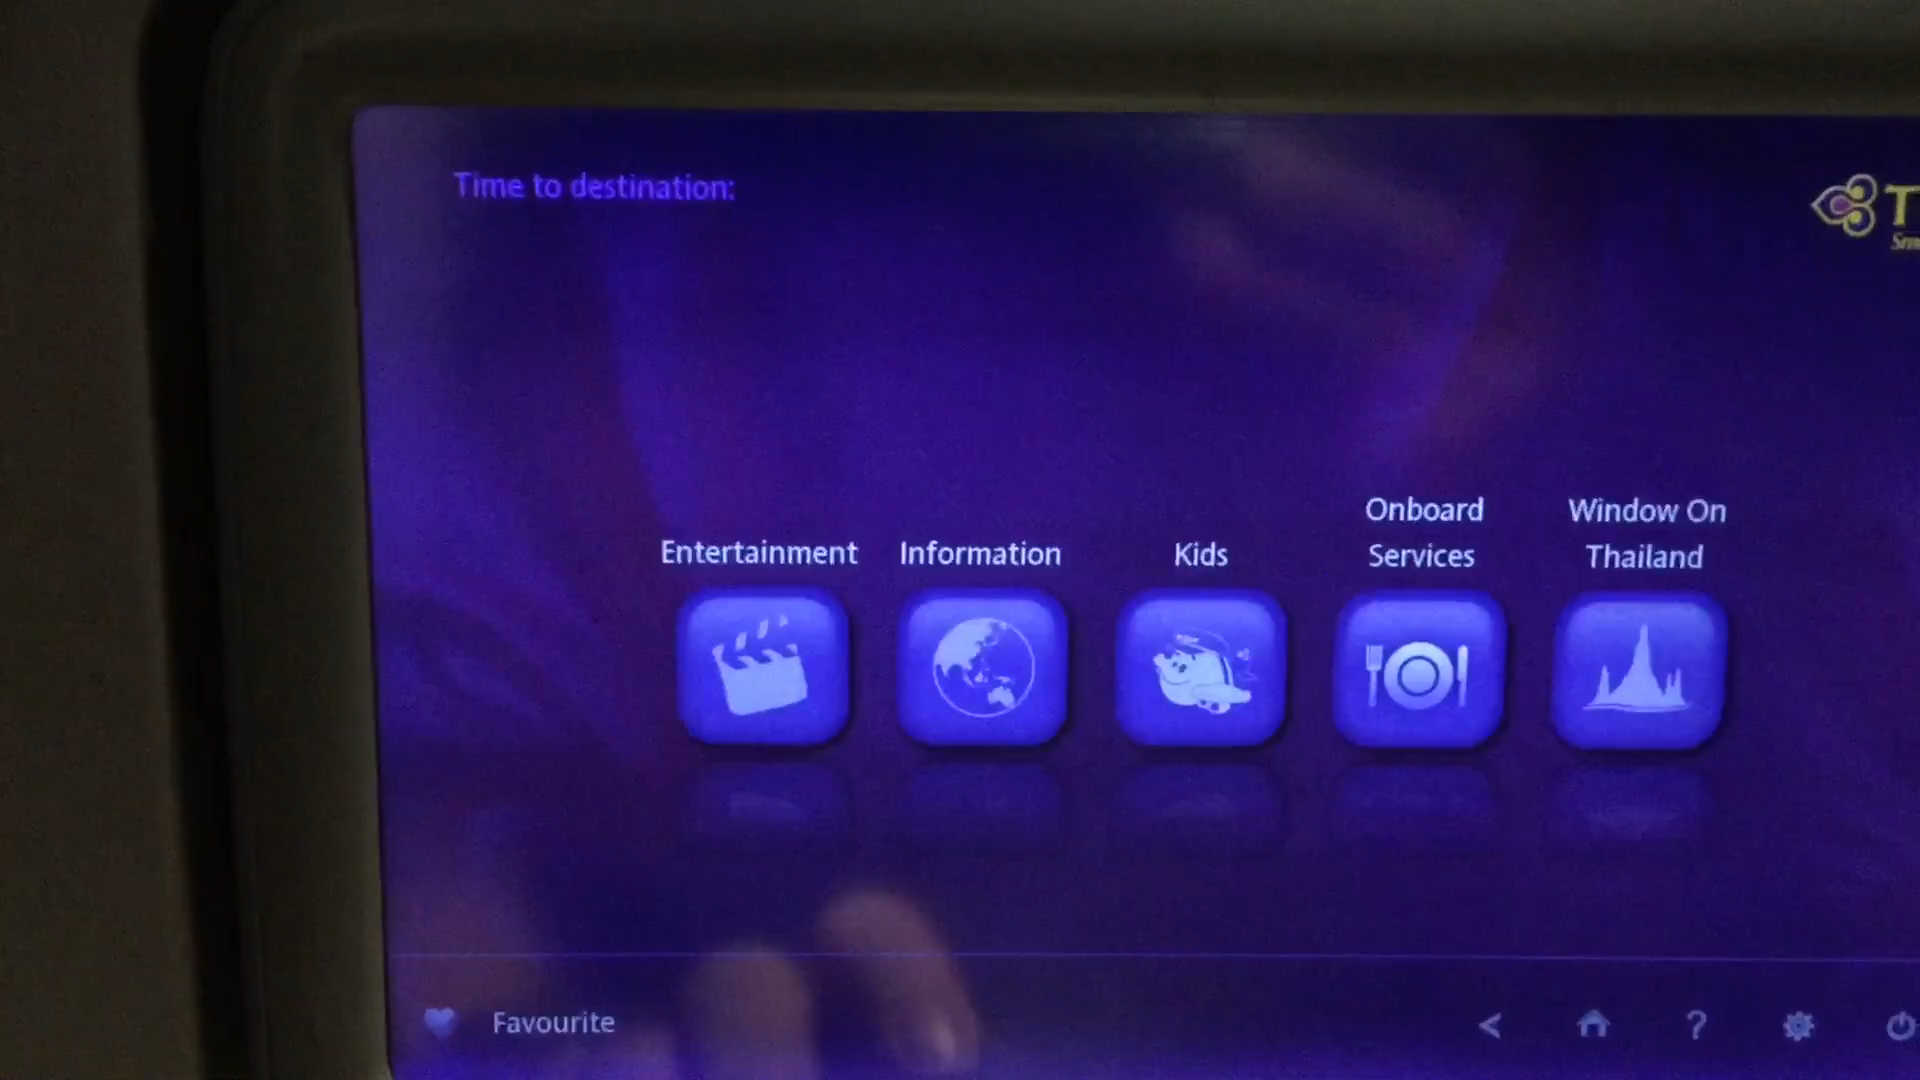 Time to destination:
Onboard
Window On
Entertainment
Information
Kids
Services
Thailand
Favourite
?